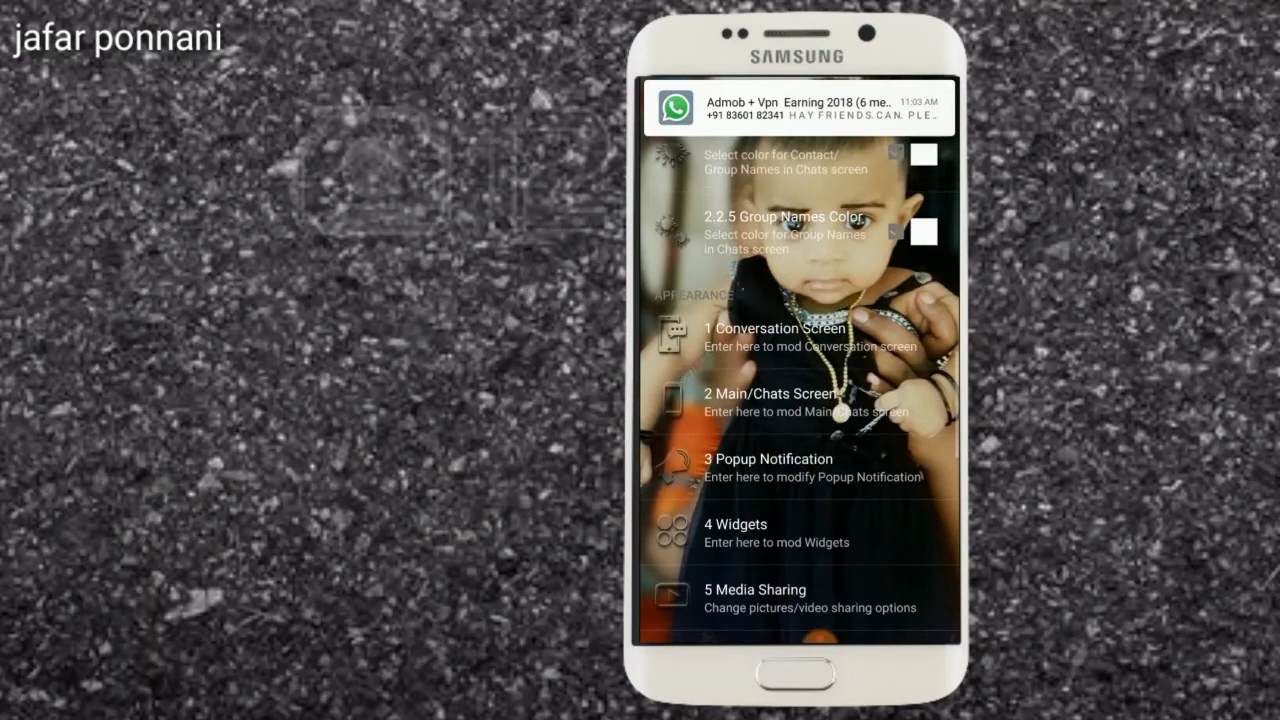 jafar ponnani
SAMSUNG
Admob + Vpn Earning 2018 (6 me.. 11:03 AM
+91 83601 82341 HAY FRIENDS. CAN. PLE..
Select color for Contact/
Group Names in Chats screen
2.2.5 Group Names Color
Select color for Group Names
in Chats screen
APPEARANCE
1 Conversation Screen
Enter here to mod Conversation screen
2 Main/Chats Screen
Enter here to mod Main/Chats screen
3 Popup Notification
Enter here to modify Popup Notification
4 Widgets
Enter here to mod Widgets
5 Media Sharing
Change pictures/video sharing options